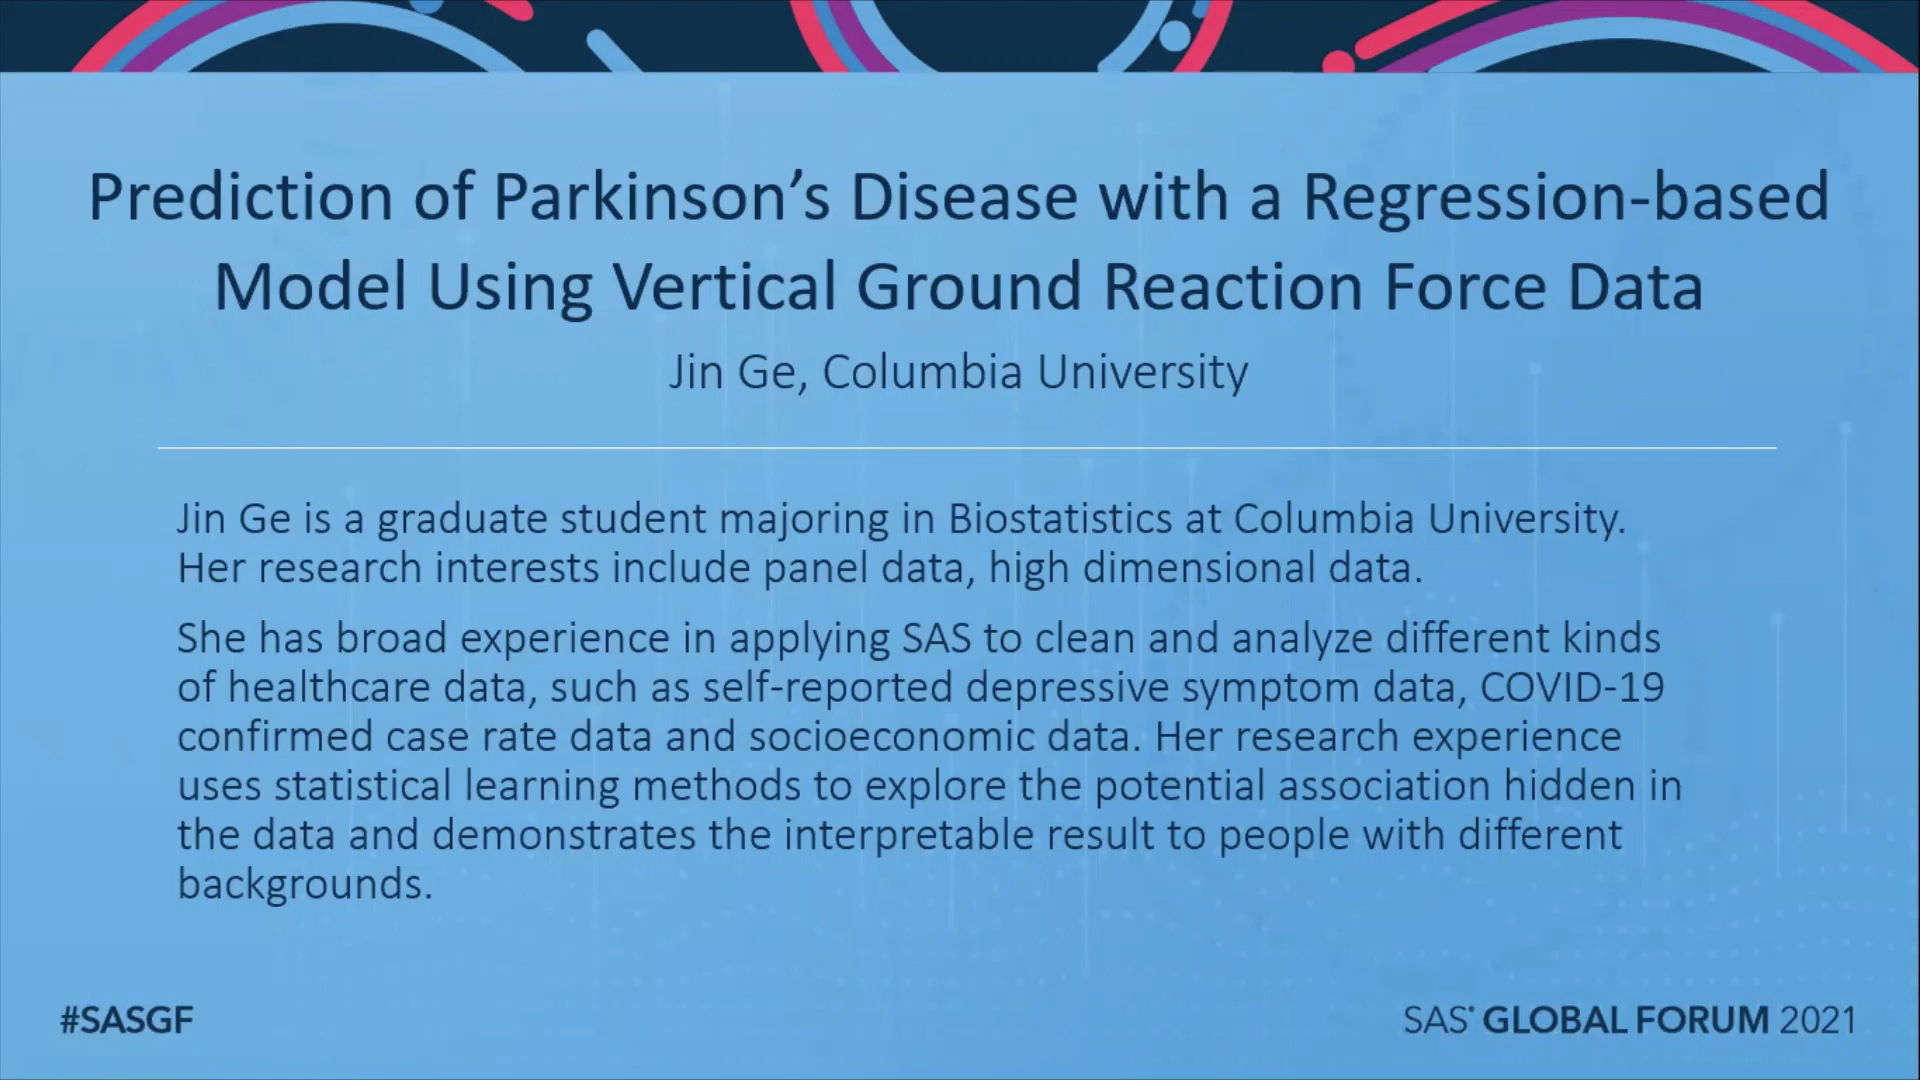 Prediction of Parkinson’s Disease with a Regression-based
Model Using Vertical Ground Reaction Force Data
Jin Ge, Columbia University
Jin Ge is a graduate student majoring in Biostatistics at Columbia University.
Her research interests include panel data, high dimensional data.
She has broad experience in applying SAS to clean and analyze different kinds
of healthcare data, such as self-reported depressive symptom data, COVID-19
confirmed case rate data and socioeconomic data. Her research experience
uses statistical learning methods to explore the potential association hidden in
the data and demonstrates the interpretable result to people with different
backgrounds.
#SASGF
SAS® GLOBAL FORUM 2021